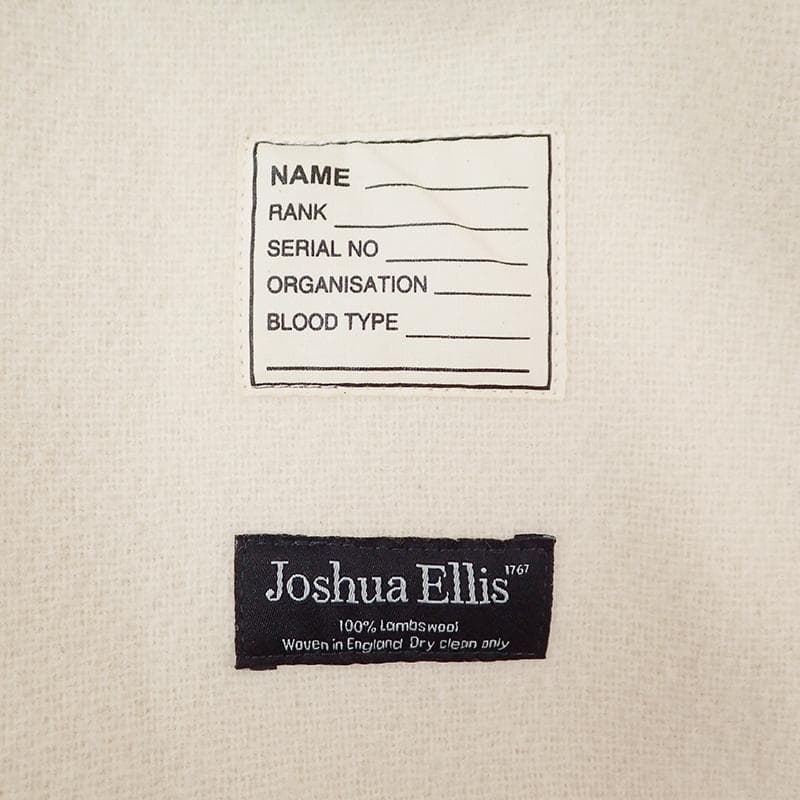 NAME
RANK
SERIAL NO
ORGANISATION
BLOOD TYPE
Joshua Ellis 1767
100% Lambswool
Woven in England Dry clean only